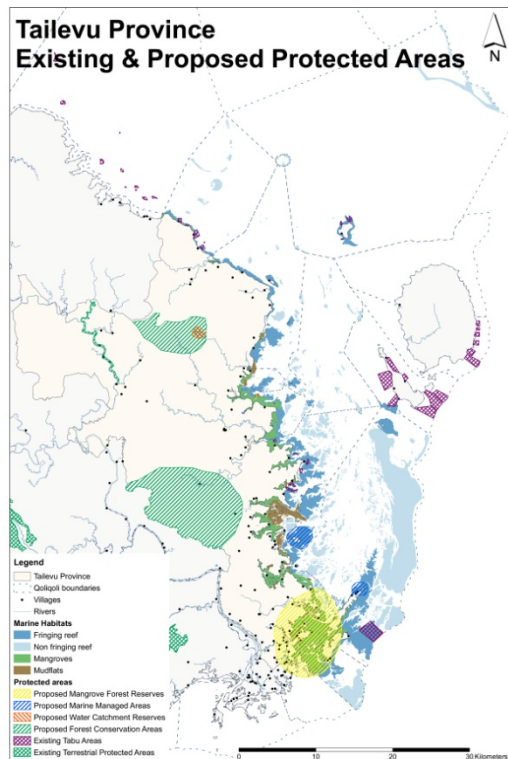 Tailevu Province
Existing & Proposed Protected Areas
N
Legend
Tailevu Province
Qoliqoli boundaries
Villages
Rivers
Marine Habitats
Fringing reef
Non fringing reef
Mangroves
Mudflats
Protected areas
Proposed Mangrove Forest Reserves
Proposed Marine Managed Areas
Proposed Water Catchment Reserves
Proposed Forest Conservation Areas
Existing Tabu Areas
Existing Terrestrial Protected Areas
0 10 20 30 Kilometers